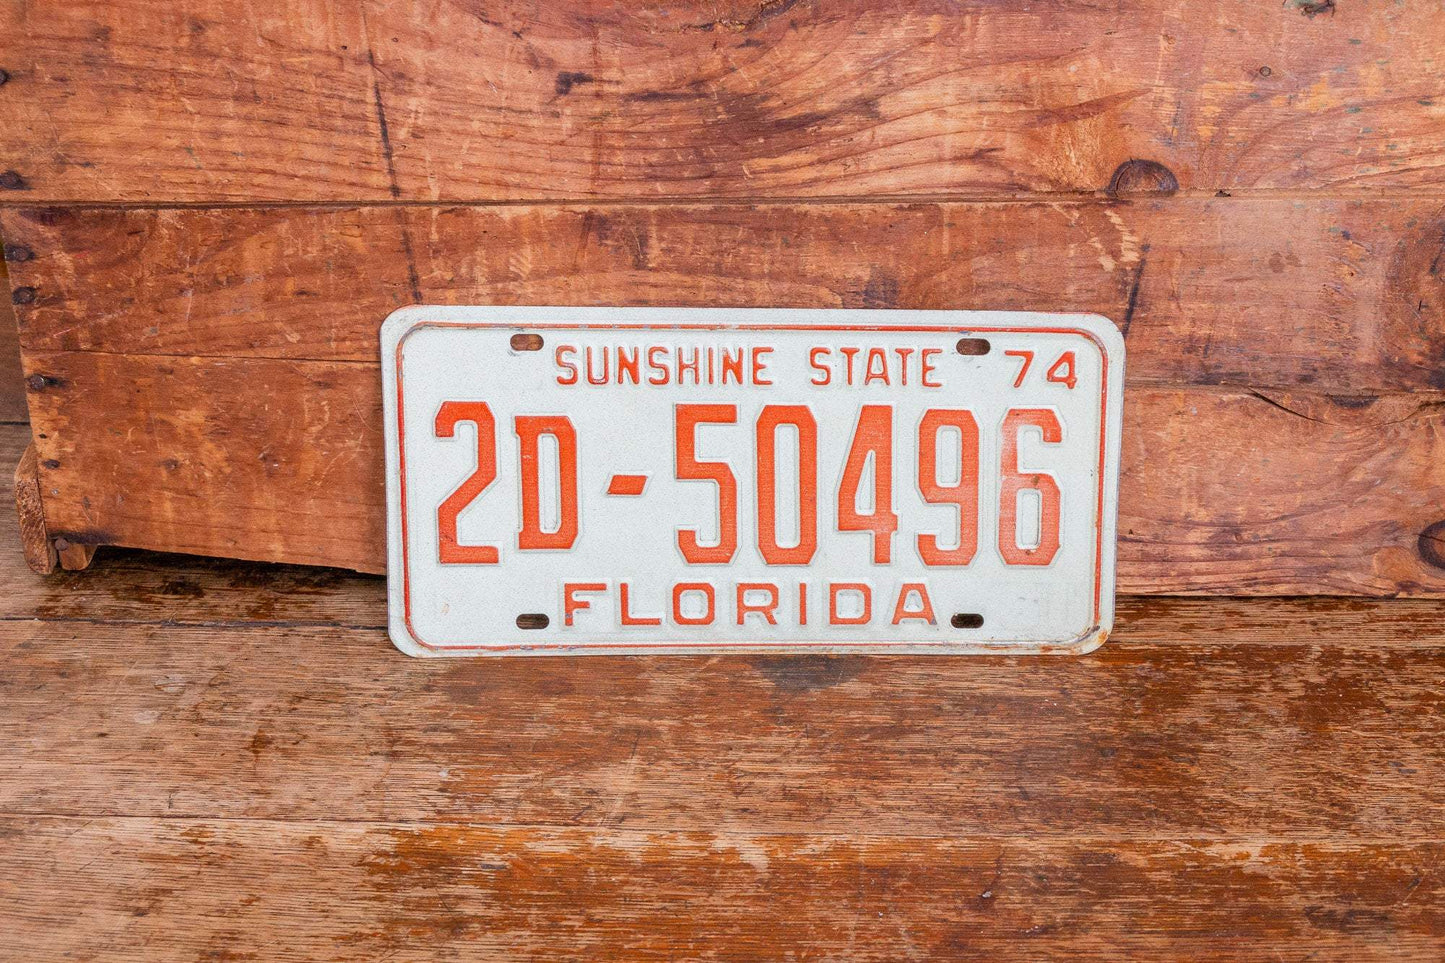 SUNSHINE STATE 74
2D-50496
FLORIDA